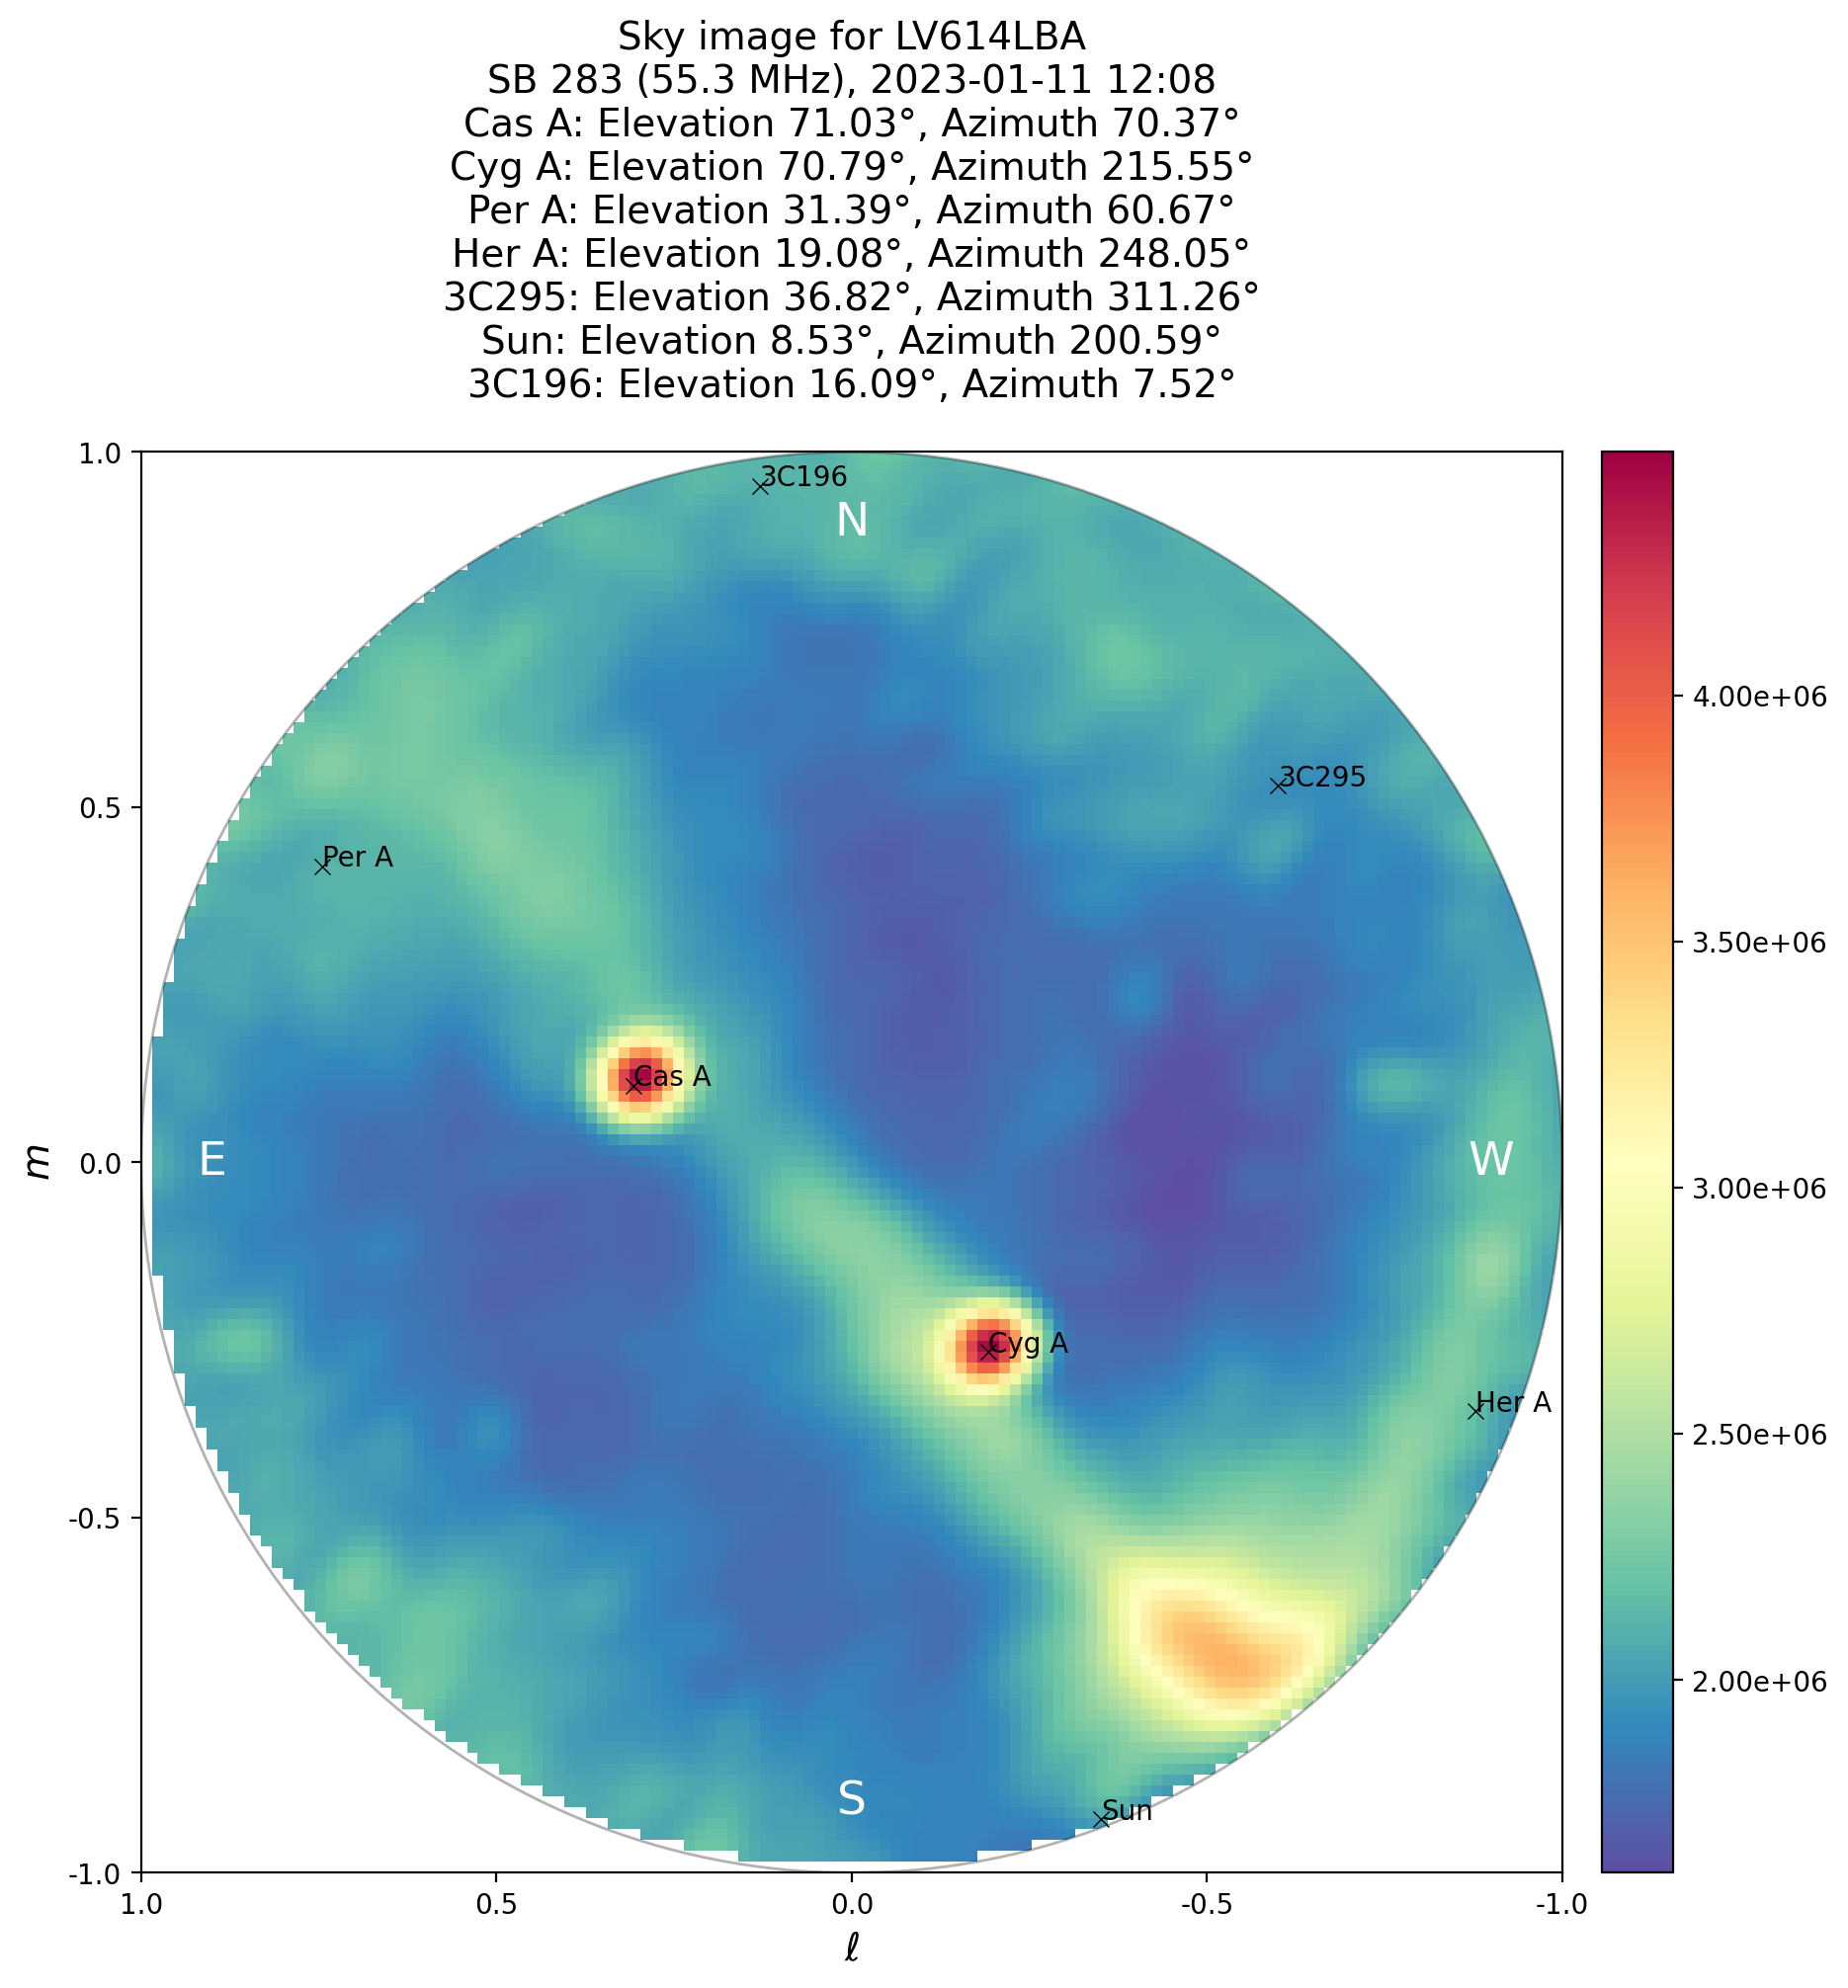 Sky image for LV614LBA
SB 283 (55.3 MHz), 2023-01-11 12:08
Cas A: Elevation 71.03°, Azimuth 70.37°
Cyg A: Elevation 70.79°, Azimuth 215.55°
Per A: Elevation 31.39°, Azimuth 60.67°
Her A: Elevation 19.08°, Azimuth 248.05°
3C295: Elevation 36.82°, Azimuth 311.26°
Sun: Elevation 8.53°, Azimuth 200.59°
3C196: Elevation 16.09°, Azimuth 7.52°
1.0
3C196
N
4.00e+06
3C295
0.5
Per A
3.50e+06
Cas A
m
0.0
E
W
3.00e+06
Cyg A
Her A
2.50e+06
-0.5
2.00e+06
S
Sun
-1.0
1.0 0.5 0.0 -0.5 -1.0
ℓ